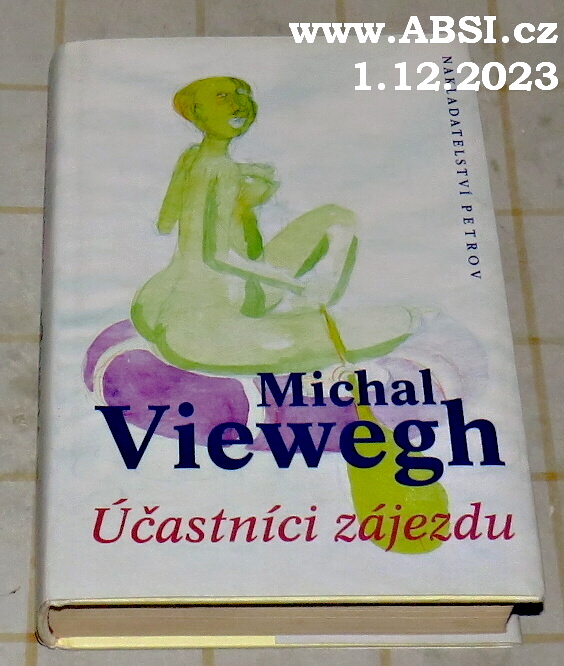 www.ABSI.cz
1.12.2023
NAKLADATELSTVÍ PETROV
Michal
Viewegh
Účastníci zájezdu